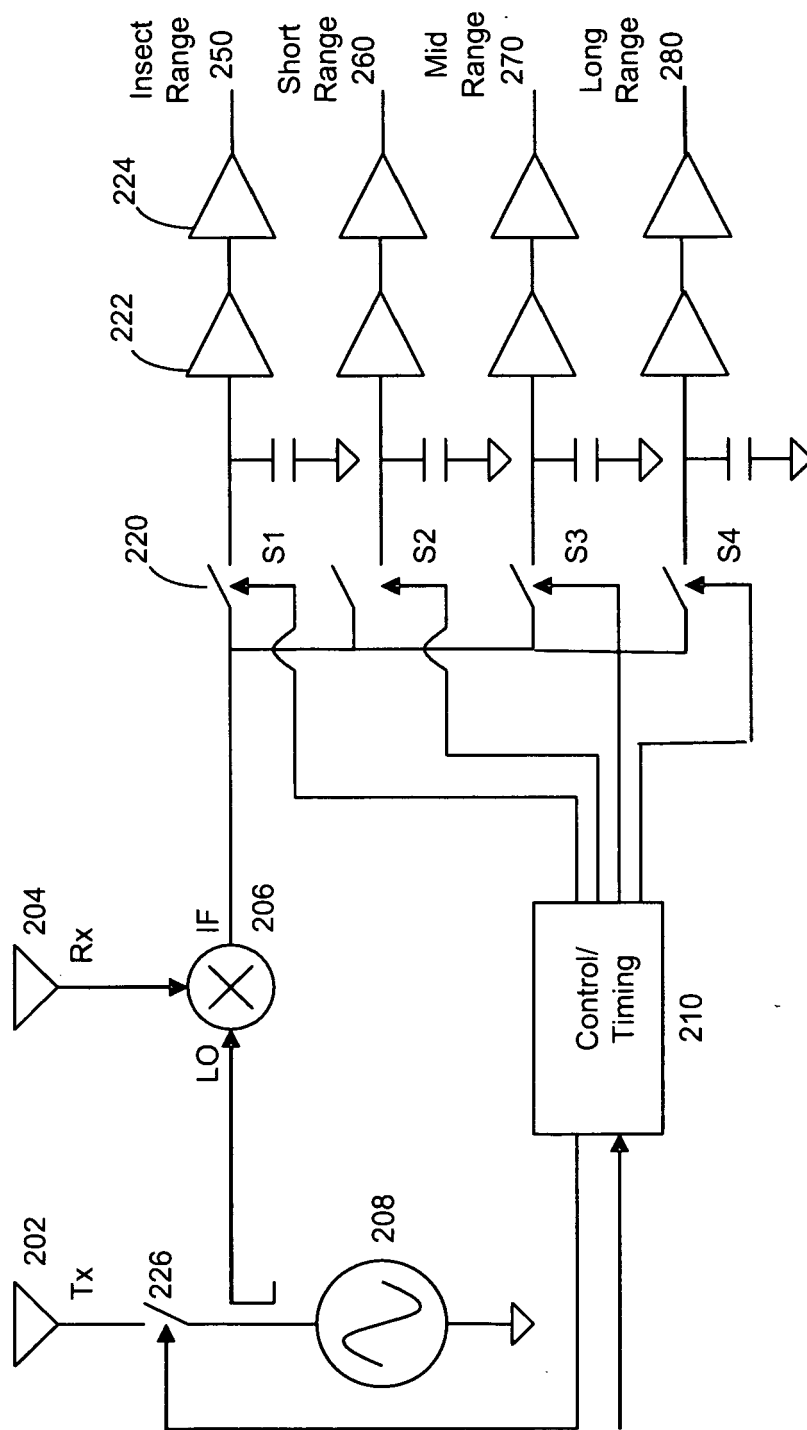 202
Tx
226
208
204
Rx
LO
IF
206
Control/
Timing
210
220
S1
S2
S3
S4
222
224
Insect
Range
250
Short
Range
260
Mid
Range
270
Long
Range
280